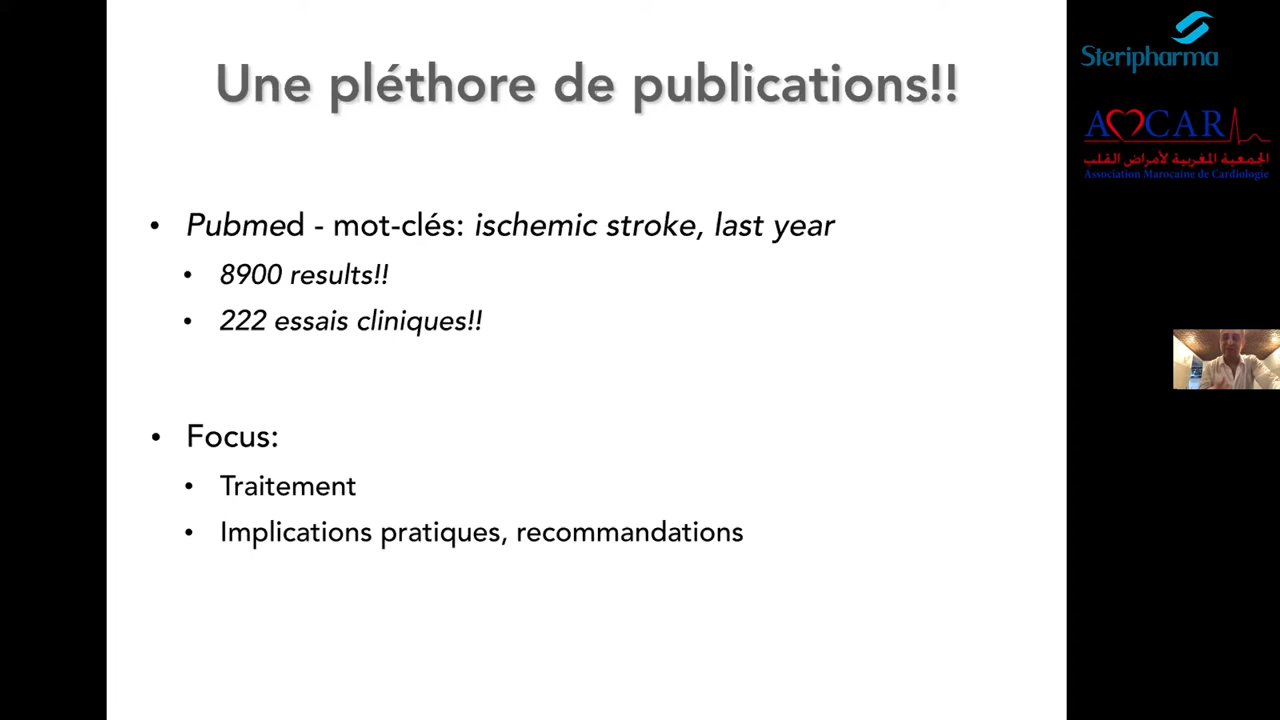 Une pléthore de publications!!
• Pubmed - mot-clés: ischemic stroke, last year
• 8900 results!!
• 222 essais cliniques!!
• Focus:
• Traitement
• Implications pratiques, recommandations
Steripharma
AMCAR
الجمعية المغربية لأمراض القلب
Association Marocaine de Cardiologie